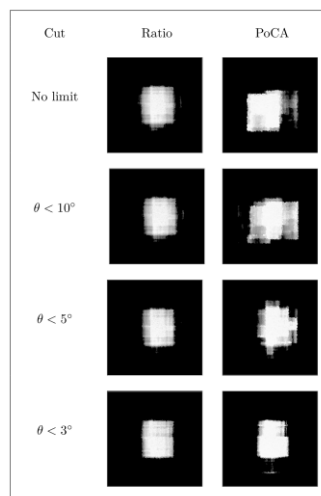 Cut Ratio PoCA
No limit
θ < 10°
θ < 5°
θ < 3°